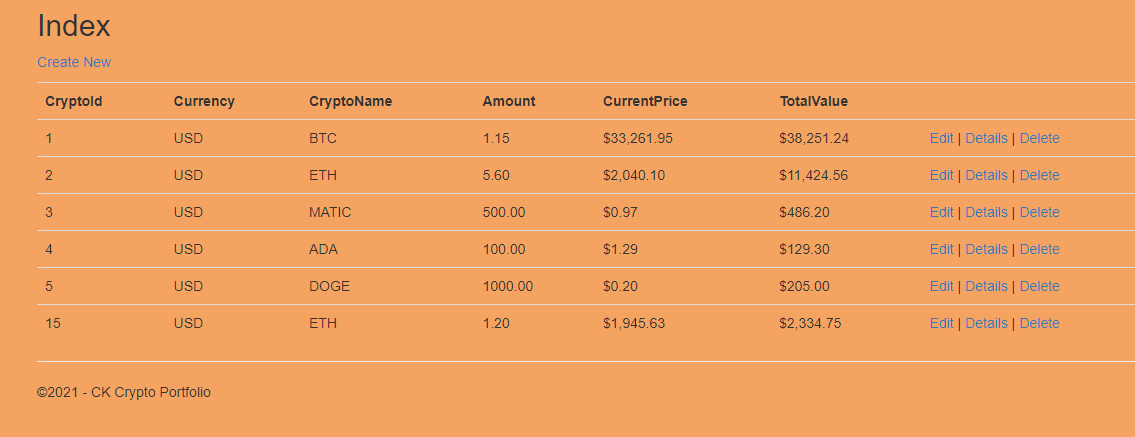 Index
Create New
CryptoId Currency CryptoName Amount CurrentPrice TotalValue
1 USD BTC 1.15 $33,261.95 $38,251.24 Edit | Details | Delete
2 USD ETH 5.60 $2,040.10 $11,424.56 Edit | Details | Delete
3 USD MATIC 500.00 $0.97 $486.20 Edit | Details | Delete
4 USD ADA 100.00 $1.29 $129.30 Edit | Details | Delete
5 USD DOGE 1000.00 $0.20 $205.00 Edit | Details | Delete
15 USD ETH 1.20 $1,945.63 $2,334.75 Edit | Details | Delete
©2021 - CK Crypto Portfolio